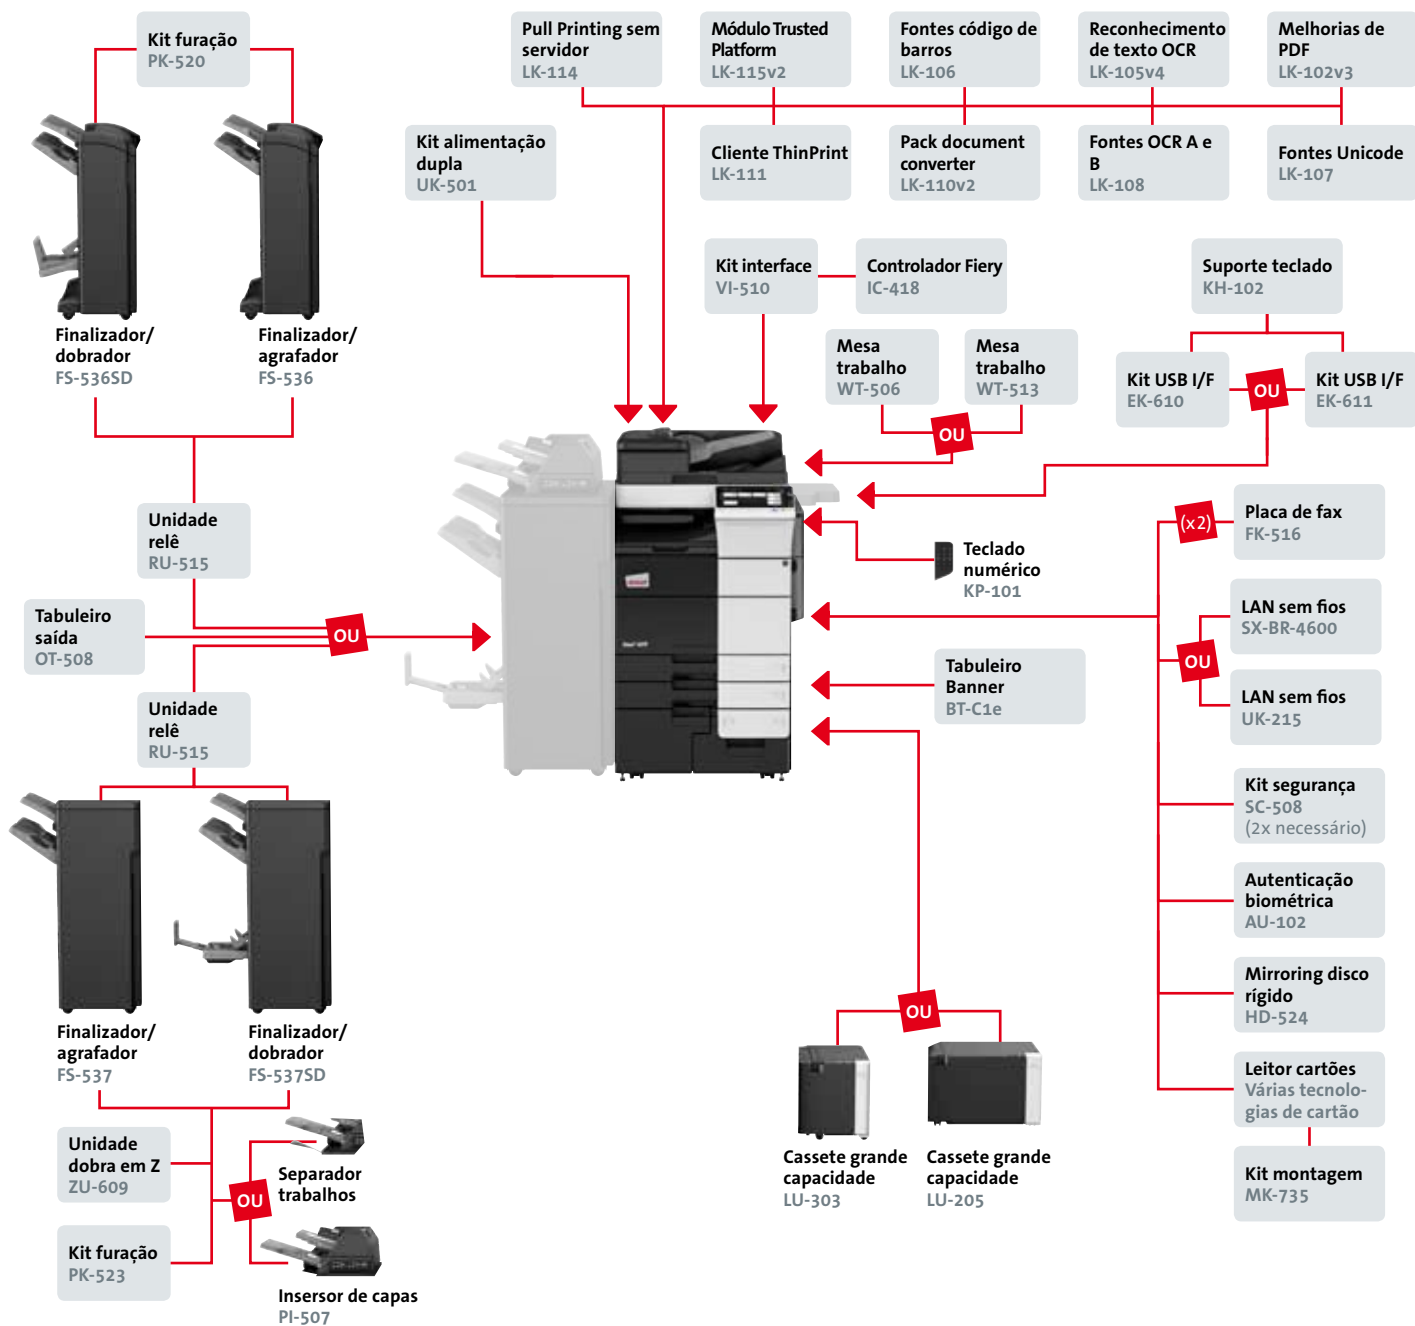 Kit furação
PK-520
Pull Printing sem
servidor
LK-114
Módulo Trusted
Platform
LK-115v2
Fontes código de
barros
LK-106
Reconhecimento
de texto OCR
LK-105v4
Melhorias de
PDF
LK-102v3
Kit alimentação
dupla
UK-501
Cliente ThinPrint
LK-111
Pack document
converter
LK-110v2
Fontes OCR A e
B
LK-108
Fontes Unicode
LK-107
Kit interface
VI-510
Controlador Fiery
IC-418
Suporte teclado
KH-102
Finalizador/
dobrador
FS-536SD
Finalizador/
agrafador
FS-536
Mesa
trabalho
WT-506
Mesa
trabalho
WT-513
OU
Kit USB I/F
EK-610
OU
Kit USB I/F
EK-611
Unidade
relê
RU-515
(x2)
Placa de fax
FK-516
Teclado
numérico
KP-101
Tabuleiro
saída
OT-508
OU
LAN sem fios
SX-BR-4600
OU
LAN sem fios
UK-215
Tabuleiro
Banner
BT-C1e
Unidade
relê
RU-515
Kit segurança
SC-508
(2x necessário)
Autenticação
biométrica
AU-102
Mirroring disco
rígido
HD-524
OU
Finalizador/
agrafador
FS-537
Finalizador/
dobrador
FS-537SD
Leitor cartões
Várias tecnolo-
gias de cartão
Unidade
dobra em Z
ZU-609
OU
Separador
trabalhos
Cassete grande
capacidade
LU-303
Cassete grande
capacidade
LU-205
Kit montagem
MK-735
Kit furação
PK-523
Insersor de capas
PI-507